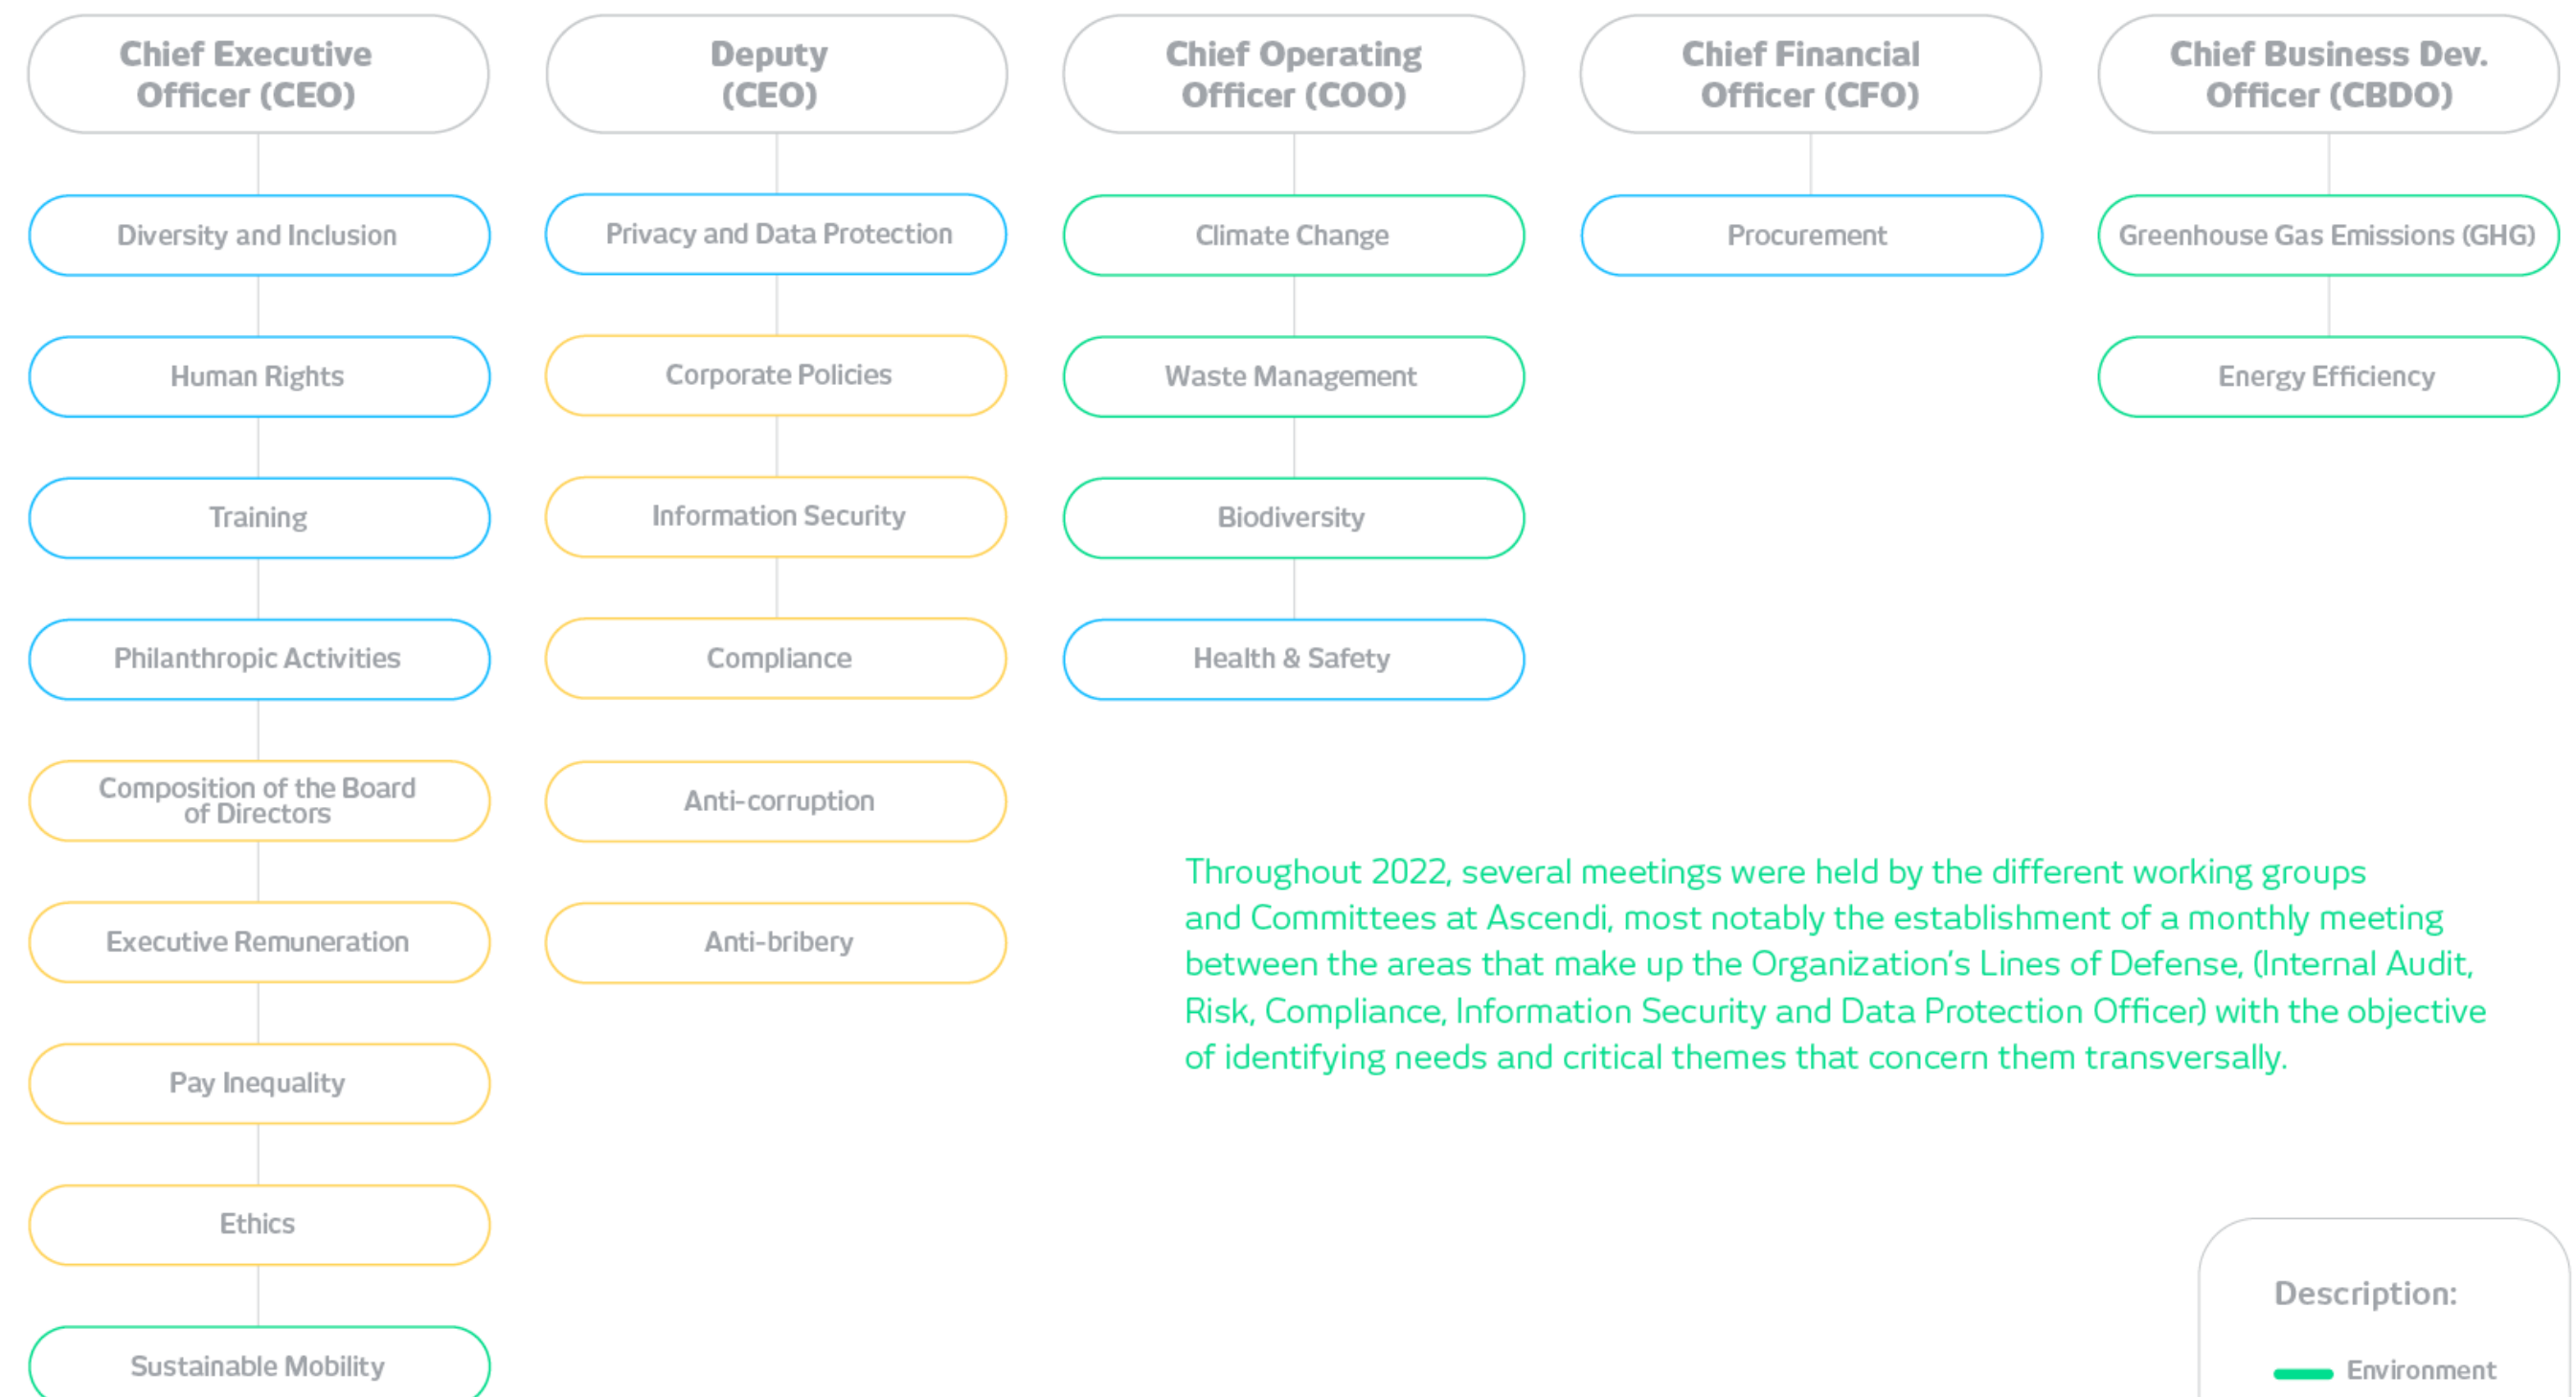 Chief Executive
Officer (CEO)
Diversity and Inclusion
Human Rights
Training
Philanthropic Activities
Composition of the Board
of Directors
Executive Remuneration
Pay Inequality
Ethics
Sustainable Mobility
Deputy
(CEO)
Privacy and Data Protection
Corporate Policies
Information Security
Compliance
Anti-corruption
Anti-bribery
Chief Operating
Officer (COO)
Climate Change
Waste Management
Biodiversity
Health & Safety
Chief Financial
Officer (CFO)
Procurement
Chief Business Dev.
Officer (CBDO)
Greenhouse Gas Emissions (GHG)
Energy Efficiency
Throughout 2022, several meetings were held by the different working groups
and Committees at Ascendi, most notably the establishment of a monthly meeting
between the areas that make up the Organization's Lines of Defense, (Internal Audit,
Risk, Compliance, Information Security and Data Protection Officer) with the objective
of identifying needs and critical themes that concern them transversally.
Description:
Environment